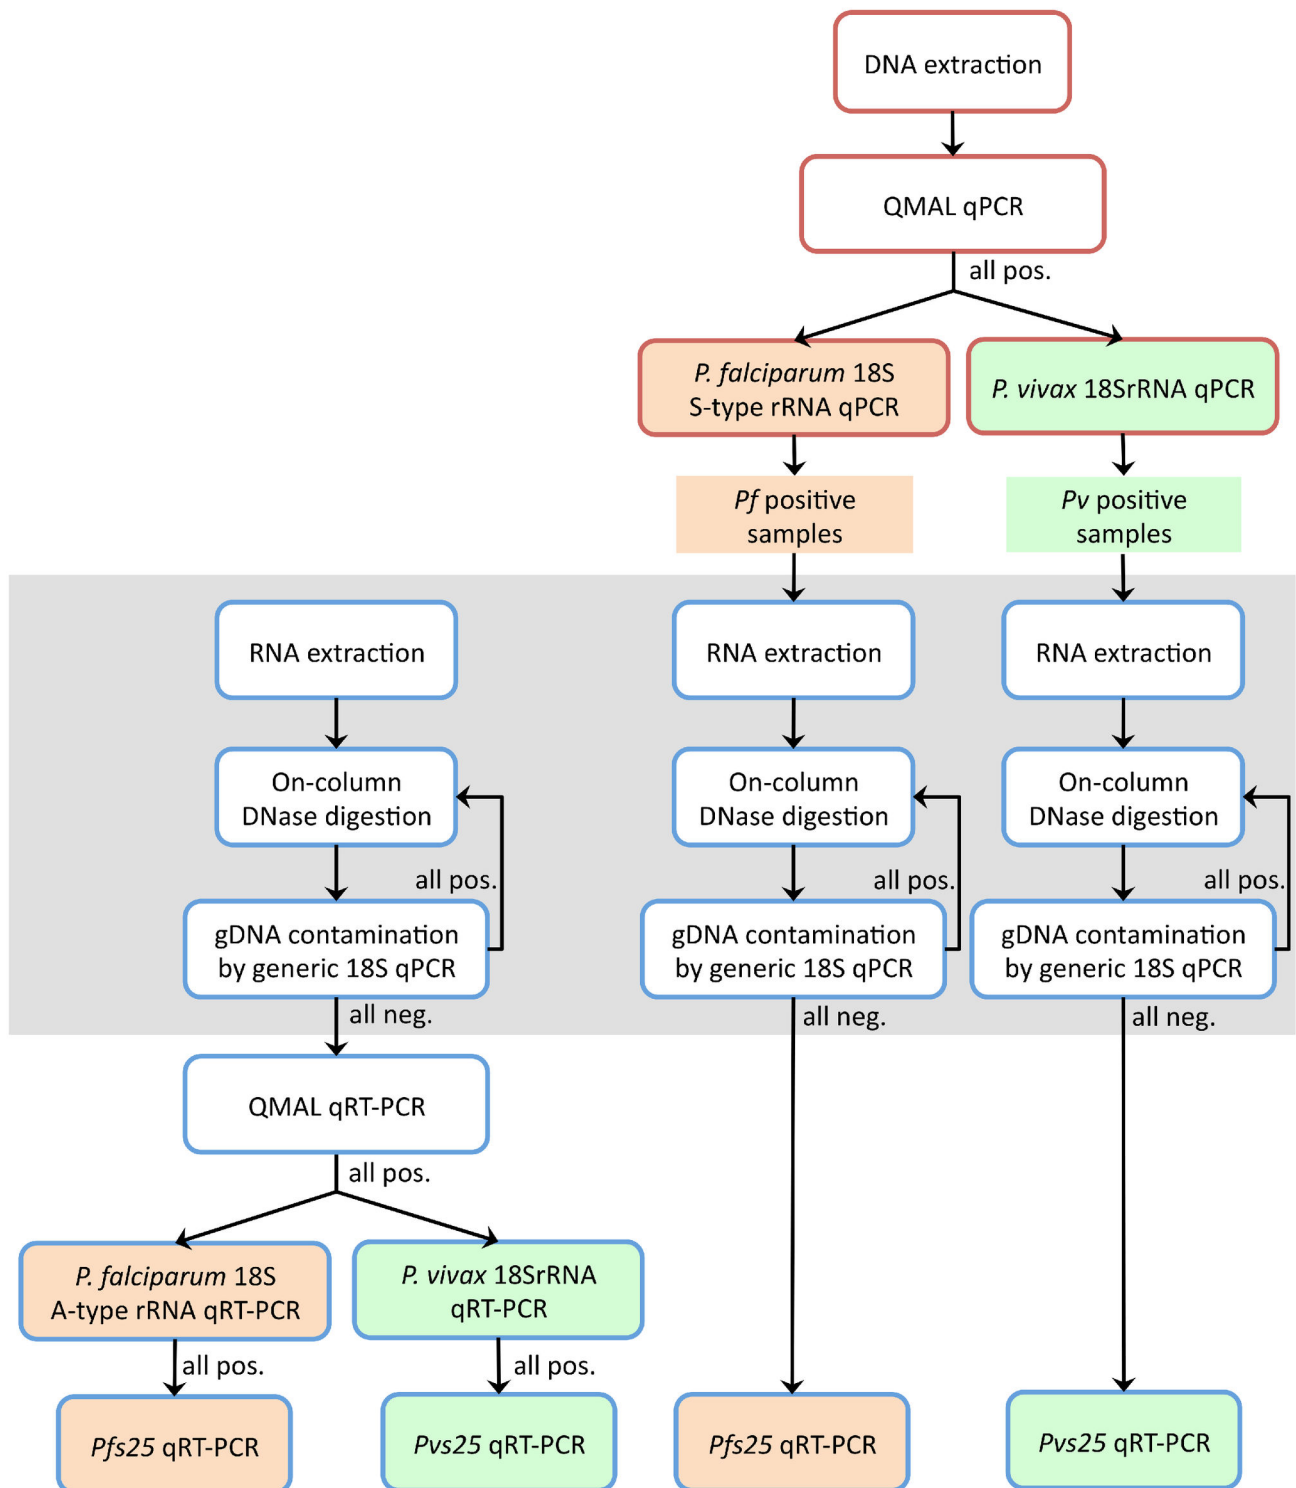 DNA extraction
QMAL qPCR
all pos.
P. falciparum 18S
S-type rRNA qPCR
P. vivax 18SrRNA qPCR
Pf positive
samples
Pv positive
samples
RNA extraction
RNA extraction
RNA extraction
On-column
DNase digestion
On-column
DNase digestion
On-column
DNase digestion
all pos.
all pos.
all pos.
gDNA contamination
by generic 18S qPCR
gDNA contamination
by generic 18S qPCR
gDNA contamination
by generic 18S qPCR
all neg.
all neg.
all neg.
QMAL qRT-PCR
all pos.
P. falciparum 18S
A-type rRNA qRT-PCR
P. vivax 18SrRNA
qRT-PCR
all pos.
all pos.
Pfs25 qRT-PCR
Pvs25 qRT-PCR
Pfs25 qRT-PCR
Pvs25 qRT-PCR